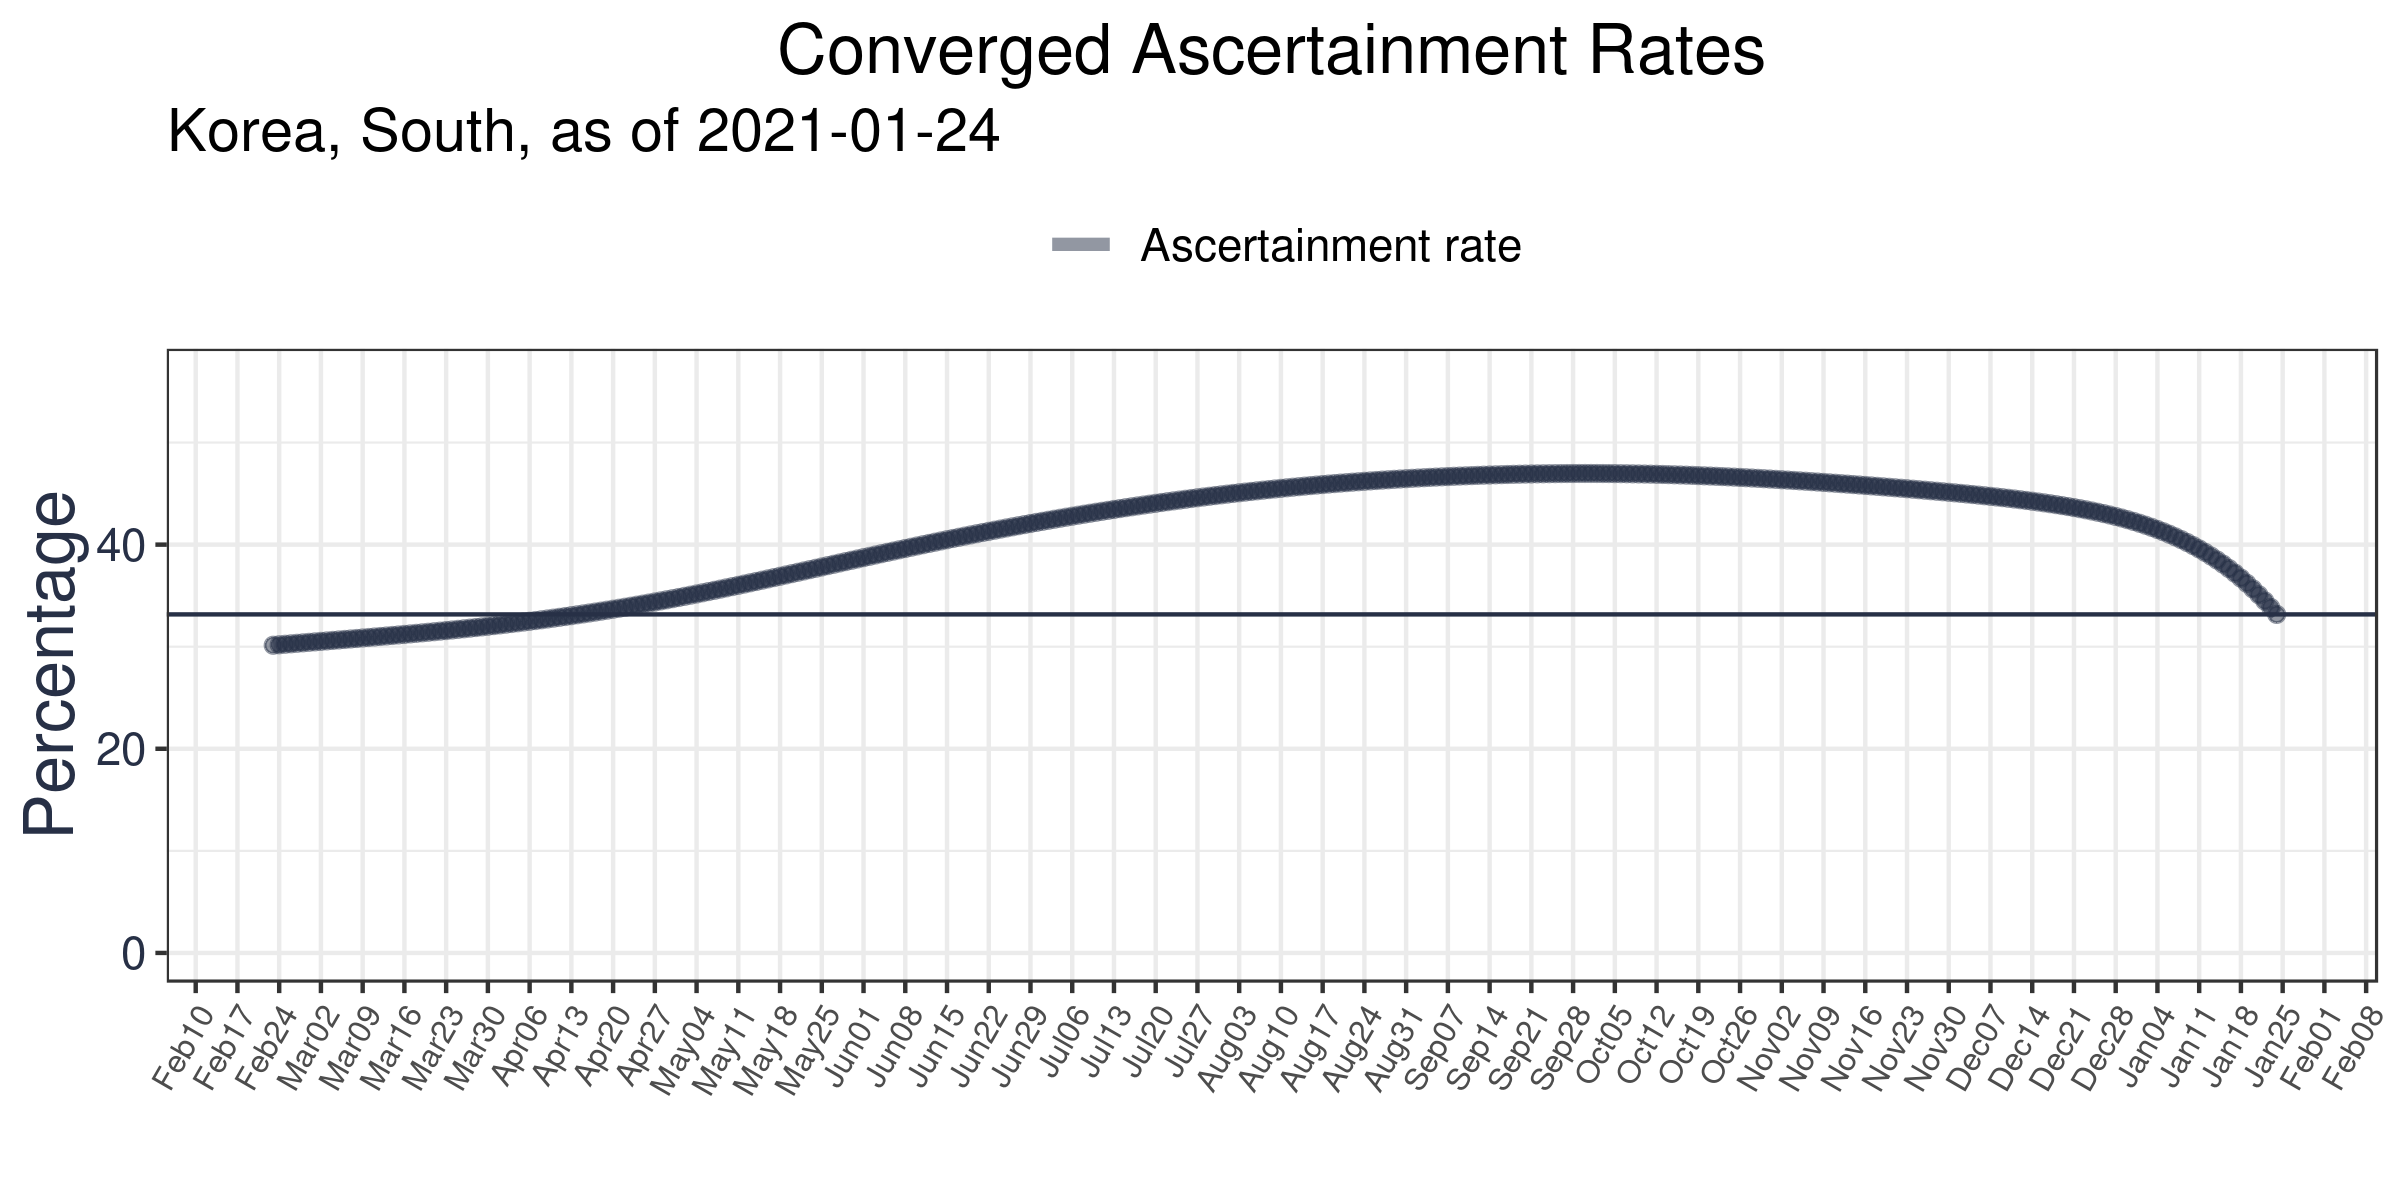 Converged Ascertainment Rates
Korea, South, as of 2021-01-24
Ascertainment rate
Percentage
40
20
0
Feb10
Feb17
Feb24
Mar02
Mar09
Mar16
Mar23
Mar30
Apr06
Apr13
Apr20
Apr27
May04
May11
May18
May25
Jun01
Jun08
Jun15
Jun22
Jun29
Jul06
Jul13
Jul20
Jul27
Aug03
Aug10
Aug17
Aug24
Aug31
Sep07
Sep14
Sep21
Sep28
Oct05
Oct12
Oct19
Oct26
Nov02
Nov09
Nov16
Nov23
Nov30
Dec07
Dec14
Dec21
Dec28
Jan04
Jan11
Jan18
Jan25
Feb01
Feb08